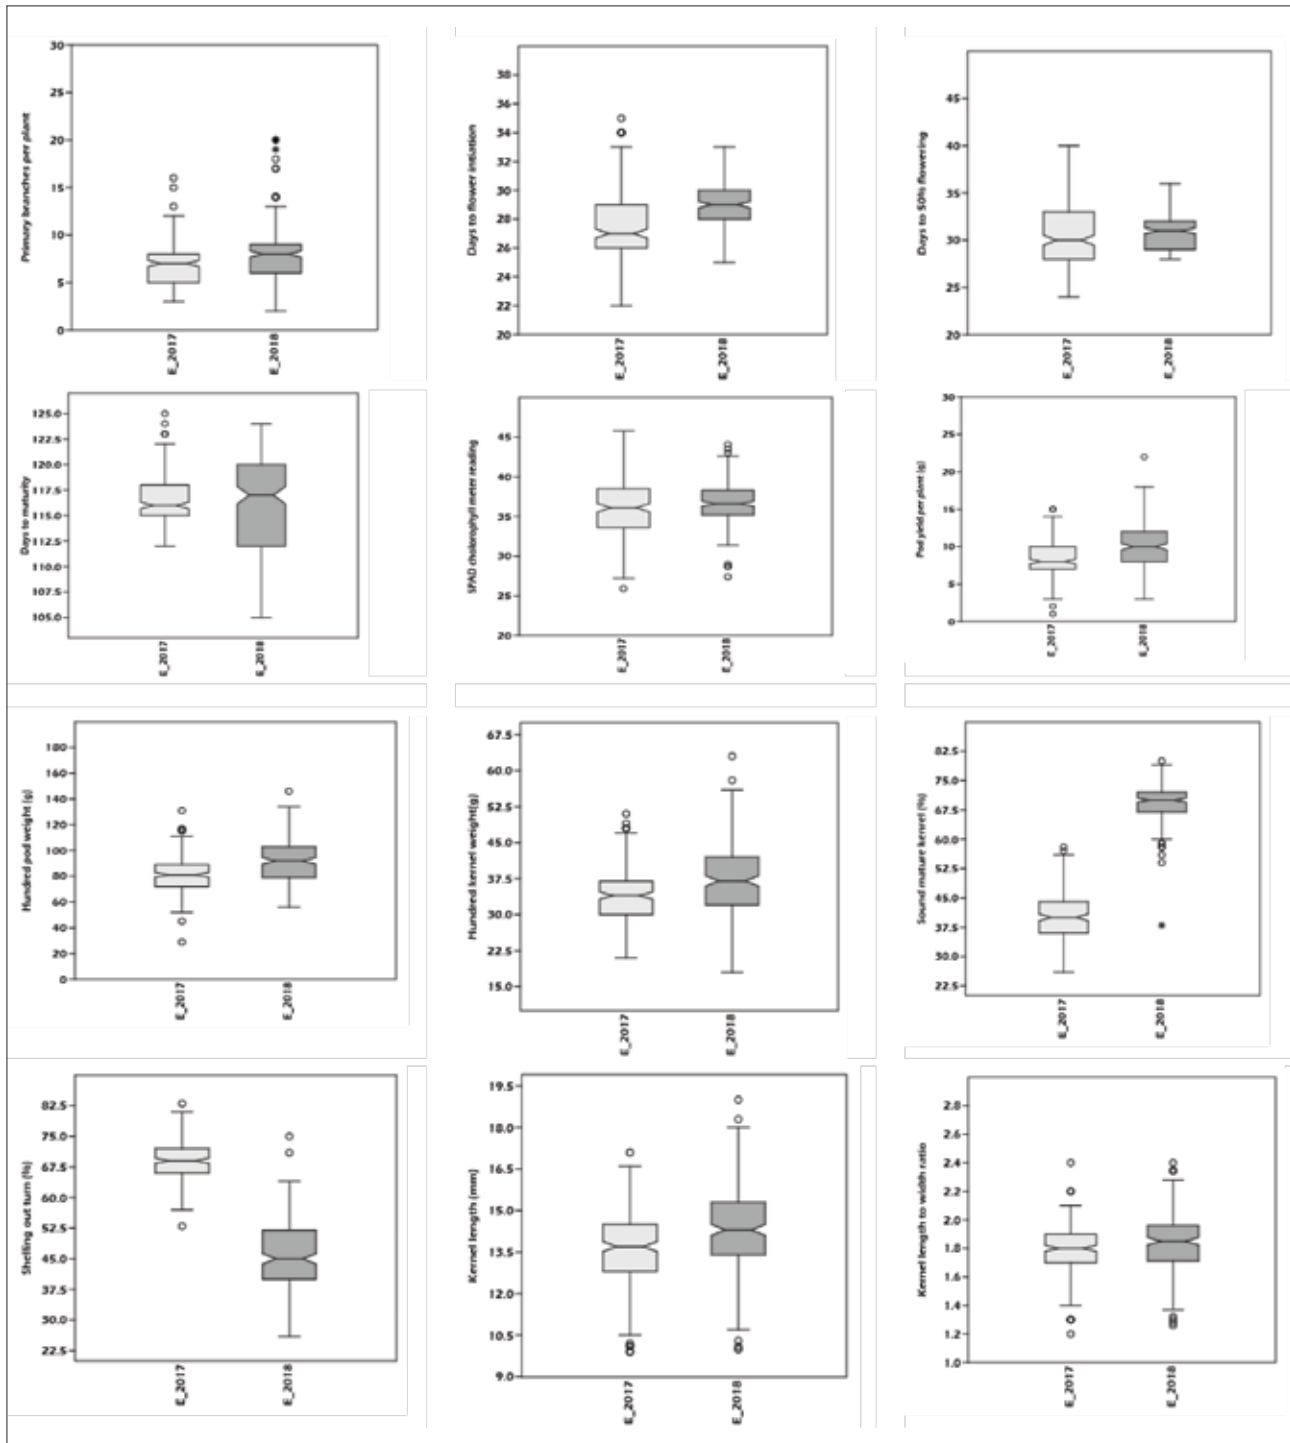 Primary branches per plant
30
25
20
15
10
5
0
E_2017
E_2018
Days to flower intiation
38
36
34
32
30
28
26
24
22
20
E_2017
E_2018
Days to 50% flowering
45
40
35
30
25
20
E_2017
E_2018
Days to maturity
125.0
122.5
120.0
117.5
115.0
112.5
110.0
107.5
105.0
E_2017
E_2018
SPAD cholorophyll meter reading
45
40
35
30
25
20
E_2017
E_2018
Pod yield per plant (g)
30
25
20
15
10
5
0
E_2017
E_2018
Hundred pod weight (g)
180
160
140
120
100
80
60
40
20
0
E_2017
E_2018
Hundred kernel weight(g)
67.5
60.0
52.5
45.0
37.5
30.0
22.5
15.0
E_2017
E_2018
Sound mature kenrel (%)
82.5
75.0
67.5
60.0
52.5
45.0
37.5
30.0
22.5
E_2017
E_2018
Shelling out turn (%)
82.5
75.0
67.5
60.0
52.5
45.0
37.5
30.0
22.5
E_2017
E_2018
Kernel length (mm)
19.5
18.0
16.5
15.0
13.5
12.0
10.5
9.0
E_2017
E_2018
Kernel length to width ratio
2.8
2.6
2.4
2.2
2.0
1.8
1.6
1.4
1.2
1.0
E_2017
E_2018